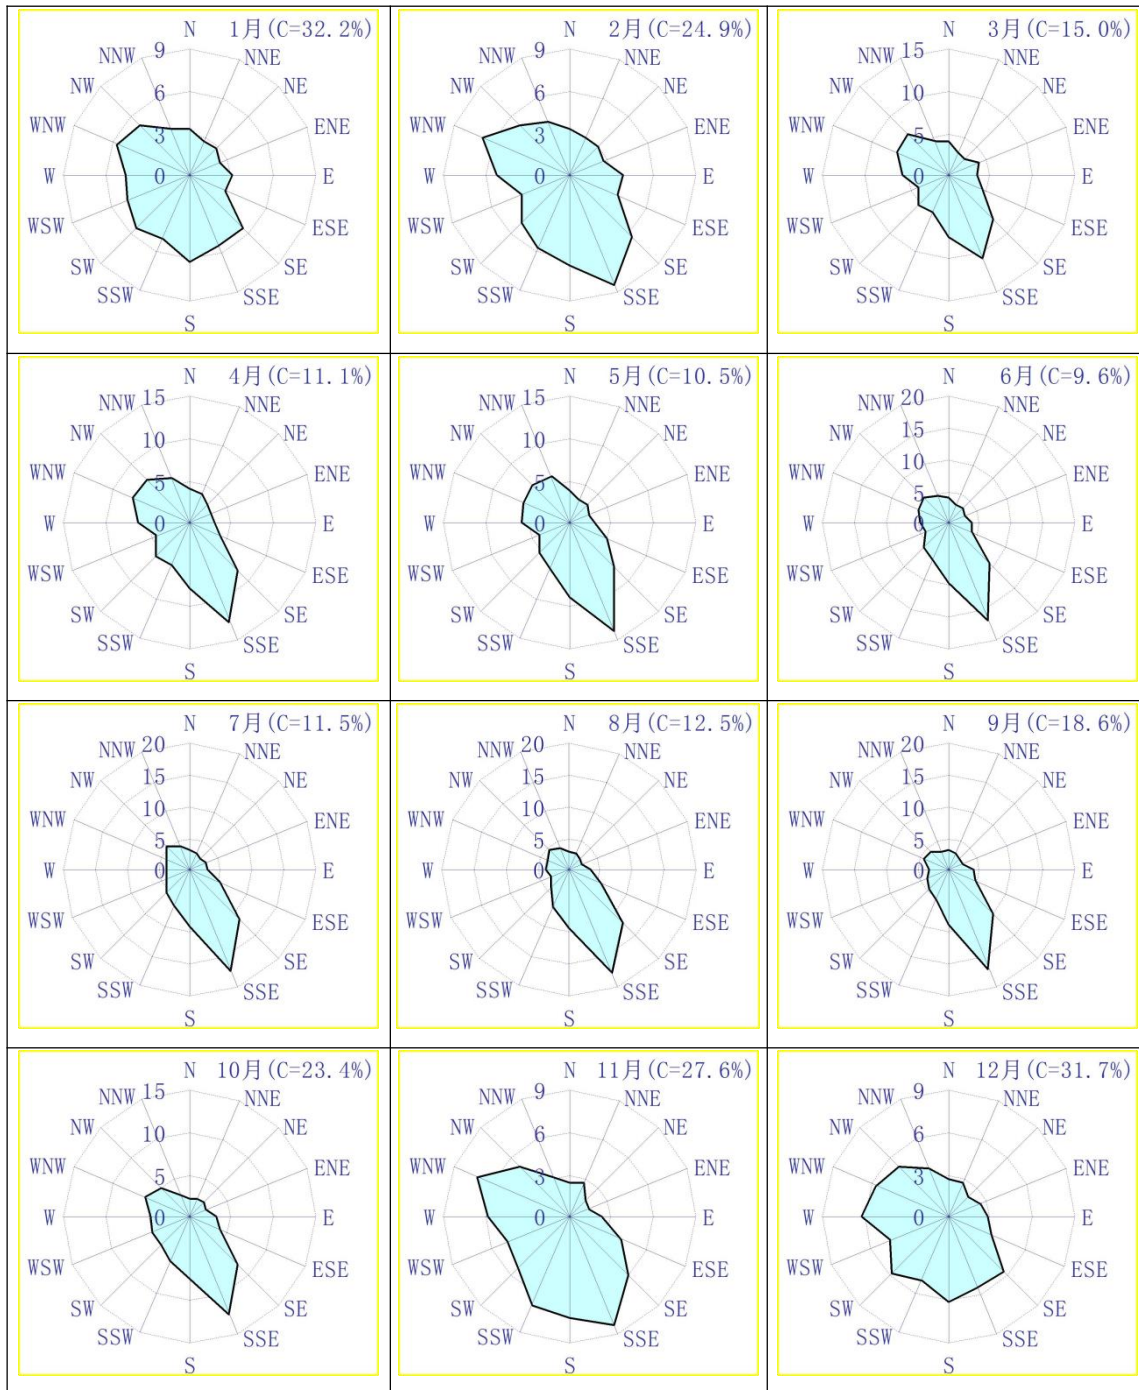 N
1月(C=32.2%)
9
NNW
NNE
NW
6
NE
WNW
3
ENE
W
0
E
WSW
ESE
SW
SE
SSW
SSE
S
N
2月(C=24.9%)
9
NNW
NNE
NW
6
NE
WNW
3
ENE
W
0
E
WSW
ESE
SW
SE
SSW
SSE
S
N
3月(C=15.0%)
15
NNW
NNE
NW
10
NE
WNW
5
ENE
W
0
E
WSW
ESE
SW
SE
SSW
SSE
S
N
4月(C=11.1%)
15
NNW
NNE
NW
10
NE
WNW
5
ENE
W
0
E
WSW
ESE
SW
SE
SSW
SSE
S
N
5月(C=10.5%)
15
NNW
NNE
NW
10
NE
WNW
5
ENE
W
0
E
WSW
ESE
SW
SE
SSW
SSE
S
N
6月(C=9.6%)
20
NNW
NNE
15
NW
NE
10
WNW
ENE
5
W
0
E
WSW
ESE
SW
SE
SSW
SSE
S
N
7月(C=11.5%)
20
NNW
NNE
15
NW
NE
10
WNW
ENE
5
W
0
E
WSW
ESE
SW
SE
SSW
SSE
S
N
8月(C=12.5%)
20
NNW
NNE
15
NW
NE
10
WNW
ENE
5
W
0
E
WSW
ESE
SW
SE
SSW
SSE
S
N
9月(C=18.6%)
20
NNW
NNE
15
NW
NE
10
WNW
ENE
5
W
0
E
WSW
ESE
SW
SE
SSW
SSE
S
N
10月(C=23.4%)
15
NNW
NNE
NW
10
NE
WNW
5
ENE
W
0
E
WSW
ESE
SW
SE
SSW
SSE
S
N
11月(C=27.6%)
9
NNW
NNE
NW
6
NE
WNW
3
ENE
W
0
E
WSW
ESE
SW
SE
SSW
SSE
S
N
12月(C=31.7%)
9
NNW
NNE
NW
6
NE
WNW
3
ENE
W
0
E
WSW
ESE
SW
SE
SSW
SSE
S